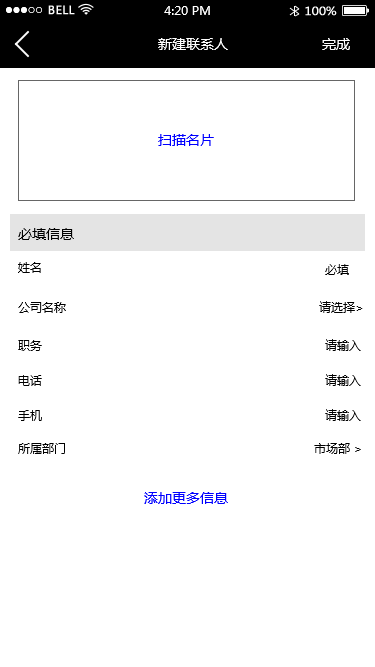 BELL 4:20 PM 100%
新建联系人 完成
扫描名片
必填信息
姓名 必填
公司名称 请选择>
职务 请输入
电话 请输入
手机 请输入
所属部门 市场部 >
添加更多信息